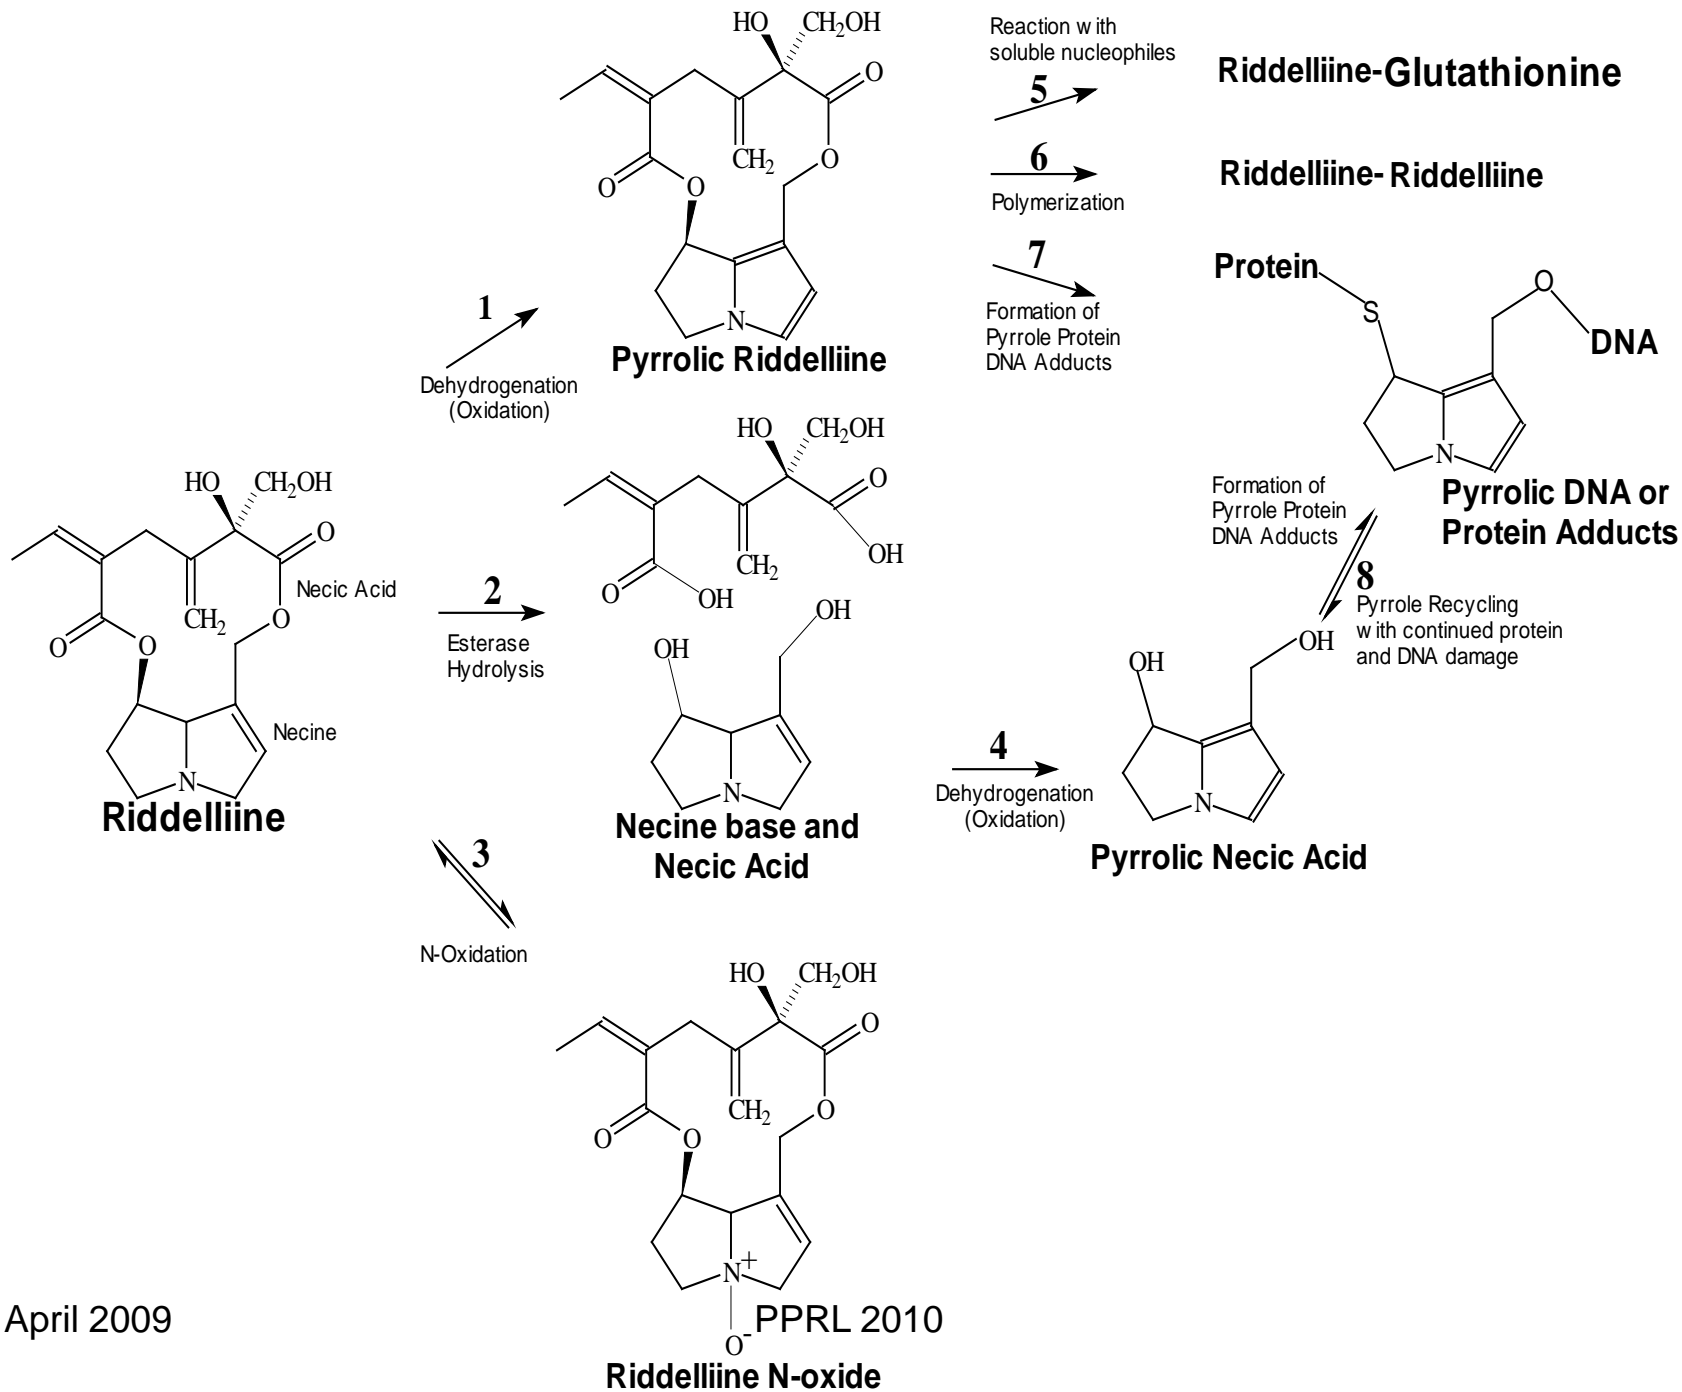 HO CH2OH
O
CH2
O
O O
N
Pyrrolic Riddelliine
1
Dehydrogenation
(Oxidation)
Reaction with
soluble nucleophiles
5
Riddelliine-Glutathionine
6
Polymerization
Riddelliine-Riddelliine
7
Formation of
Pyrrole Protein
DNA Adducts
Protein
S
O
DNA
N
Pyrrolic DNA or
Protein Adducts
HO CH2OH
O
Necic Acid
CH2 O
O O
Necine
N
Riddelliine
2
Esterase
Hydrolysis
HO CH2OH
O
OH
CH2
O OH
OH OH
N
Necine base and
Necic Acid
4
Dehydrogenation
(Oxidation)
Formation of
Pyrrole Protein
DNA Adducts
8
Pyrrole Recycling
with continued protein
and DNA damage
OH OH
N
Pyrrolic Necic Acid
3
N-Oxidation
HO CH2OH
O
CH2 O
O O
N+
O-
Riddelliine N-oxide
April 2009
PPRL 2010